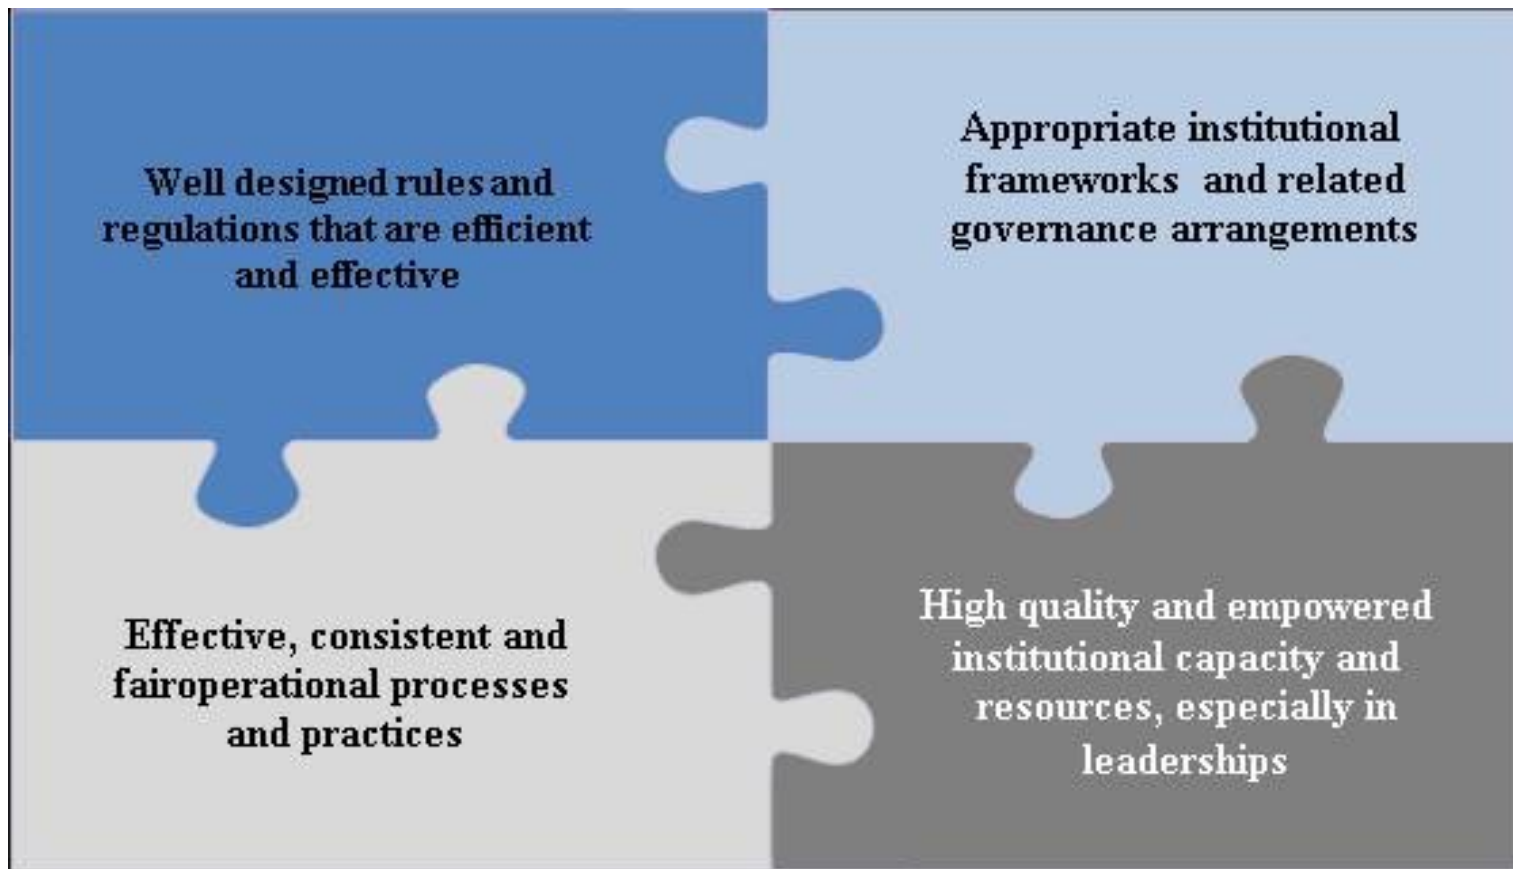 Well designed rules and
regulations that are efficient
and effective
Appropriate institutional
frameworks and related
governance arrangements
Effective, consistent and
fairoperational processes
and practices
High quality and empowered
institutional capacity and
resources, especially in
leaderships